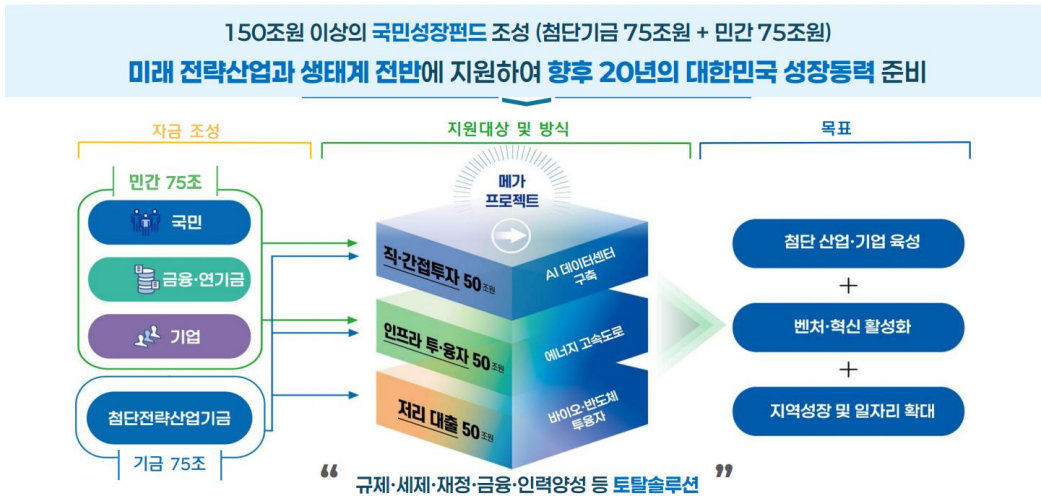 150조원 이상의 국민성장펀드 조성 (첨단기금 75조원 + 민간 75조원)
미래 전략산업과 생태계 전반에 지원하여 향후 20년의 대한민국 성장동력 준비
자금 조성
지원대상 및 방식
목표
민간 75조
국민
금융·연기금
기업
첨단전략산업기금
기금 75조
메가
프로젝트
직·간접투자 50조원
AI 데이터센터
구축
인프라 투·융자 50조원
에너지 고속도로
저리 대출 50조원
바이오·반도체
투융자
첨단 산업·기업 육성
+
벤처·혁신 활성화
+
지역성장 및 일자리 확대
“ 규제·세제·재정·금융·인력양성 등 토탈솔루션 ”